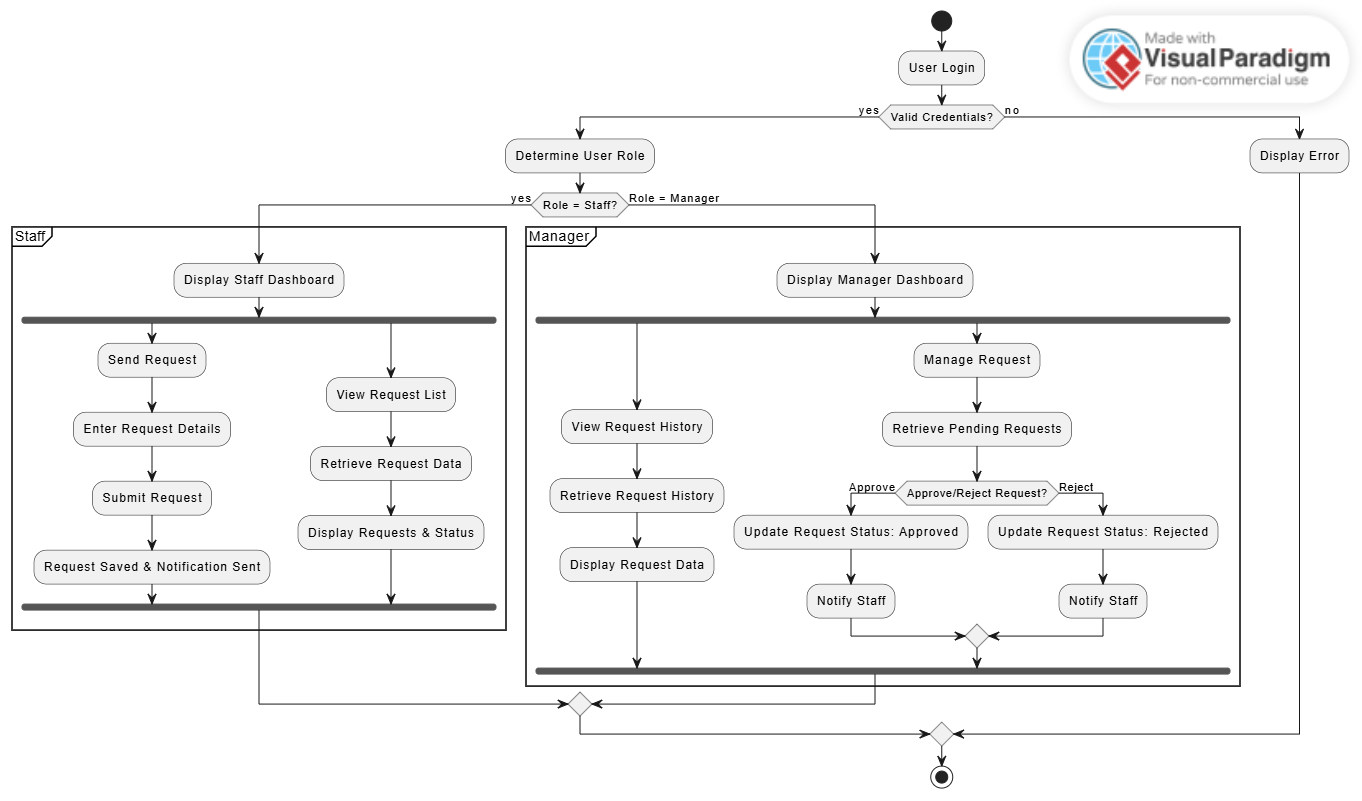 Made with
Visual Paradigm
For non-commercial use
User Login
yes
Valid Credentials?
no
Determine User Role
Display Error
yes
Role = Staff?
Role = Manager
Staff
Manager
Display Staff Dashboard
Display Manager Dashboard
Send Request
Enter Request Details
Submit Request
Request Saved & Notification Sent
View Request List
Retrieve Request Data
Display Requests & Status
View Request History
Retrieve Request History
Display Request Data
Manage Request
Retrieve Pending Requests
Approve
Approve/Reject Request?
Reject
Update Request Status: Approved
Notify Staff
Update Request Status: Rejected
Notify Staff